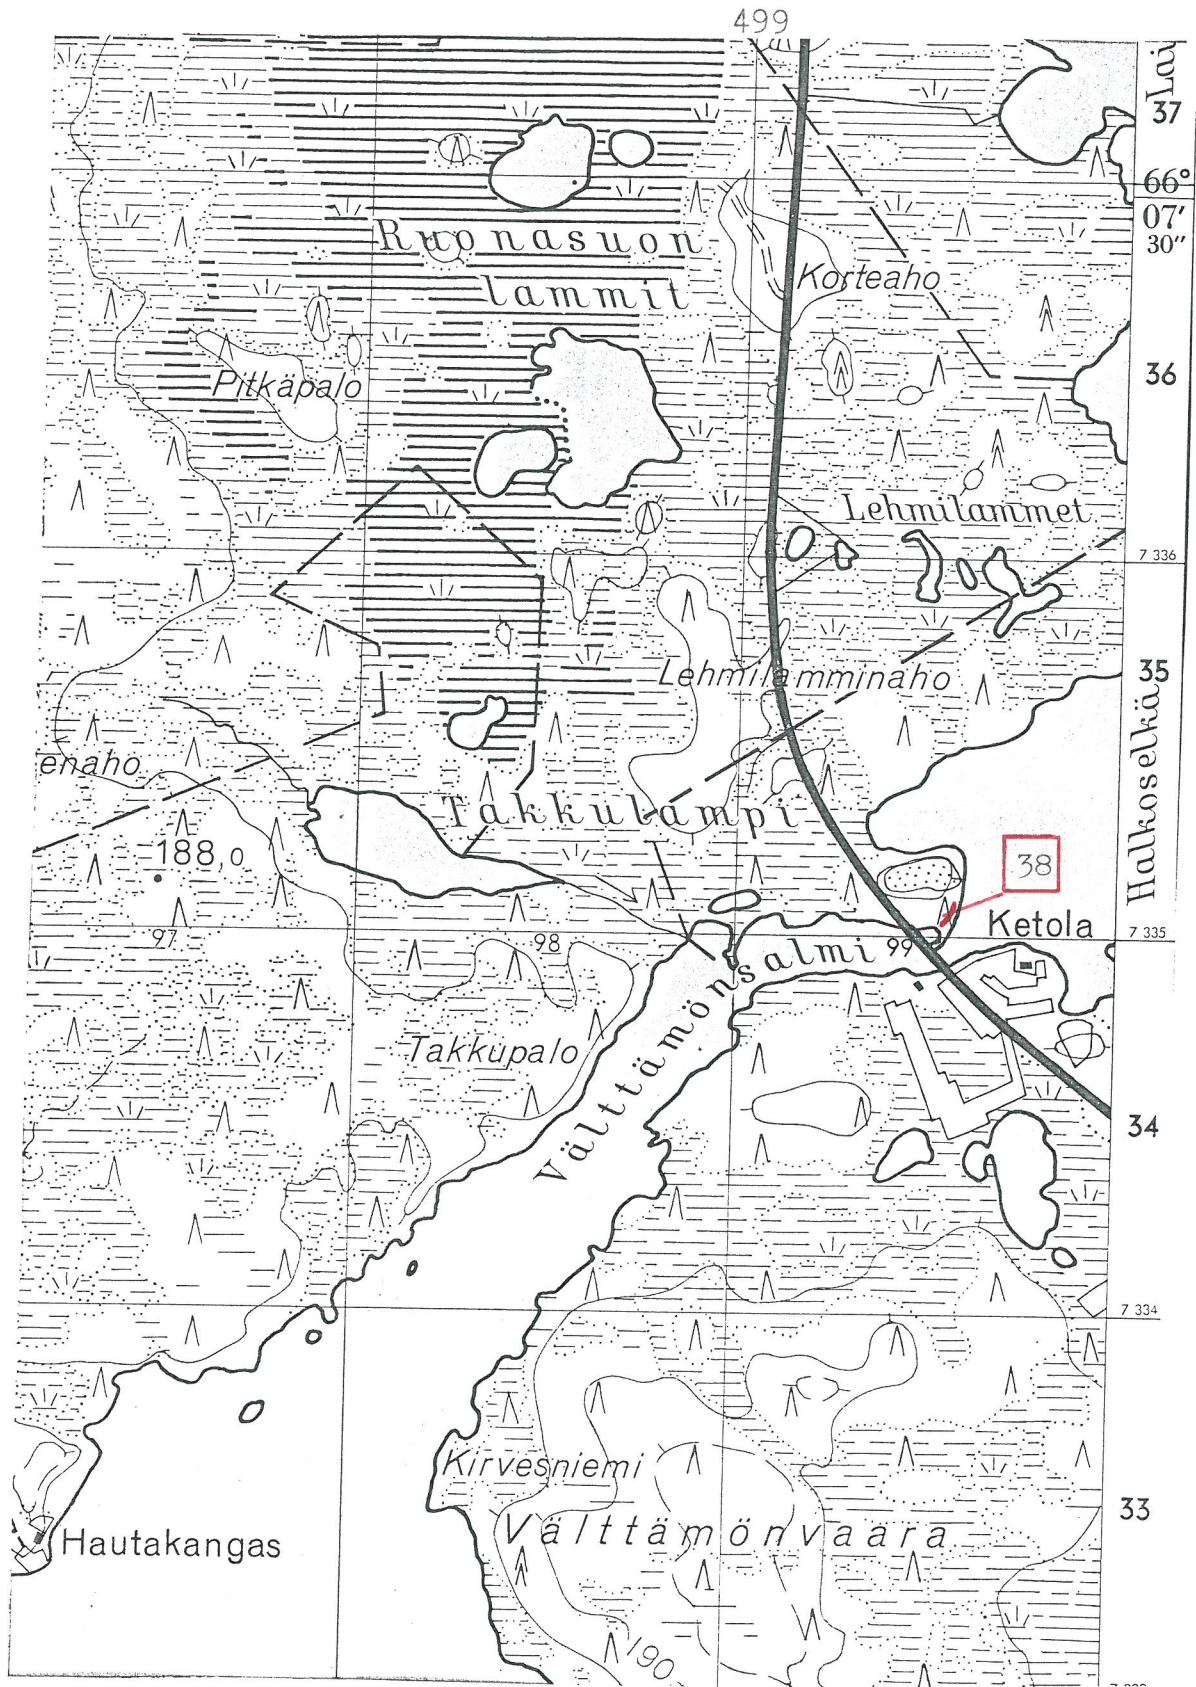 499
Laj
37
66°
07'
30"
Ruonasuon
lammit
Korteaho
Pitkäpalo
36
Lehmilammet
7 336
Lehmilamminaho
35
enaho
Takkulampi
Halkoselkä
188,0
38
Ketola
97
98
99
7 335
Välttämönsalmi
Takkupalo
34
7 334
Kirvesniemi
33
Välttämönvaara
Hautakangas
190